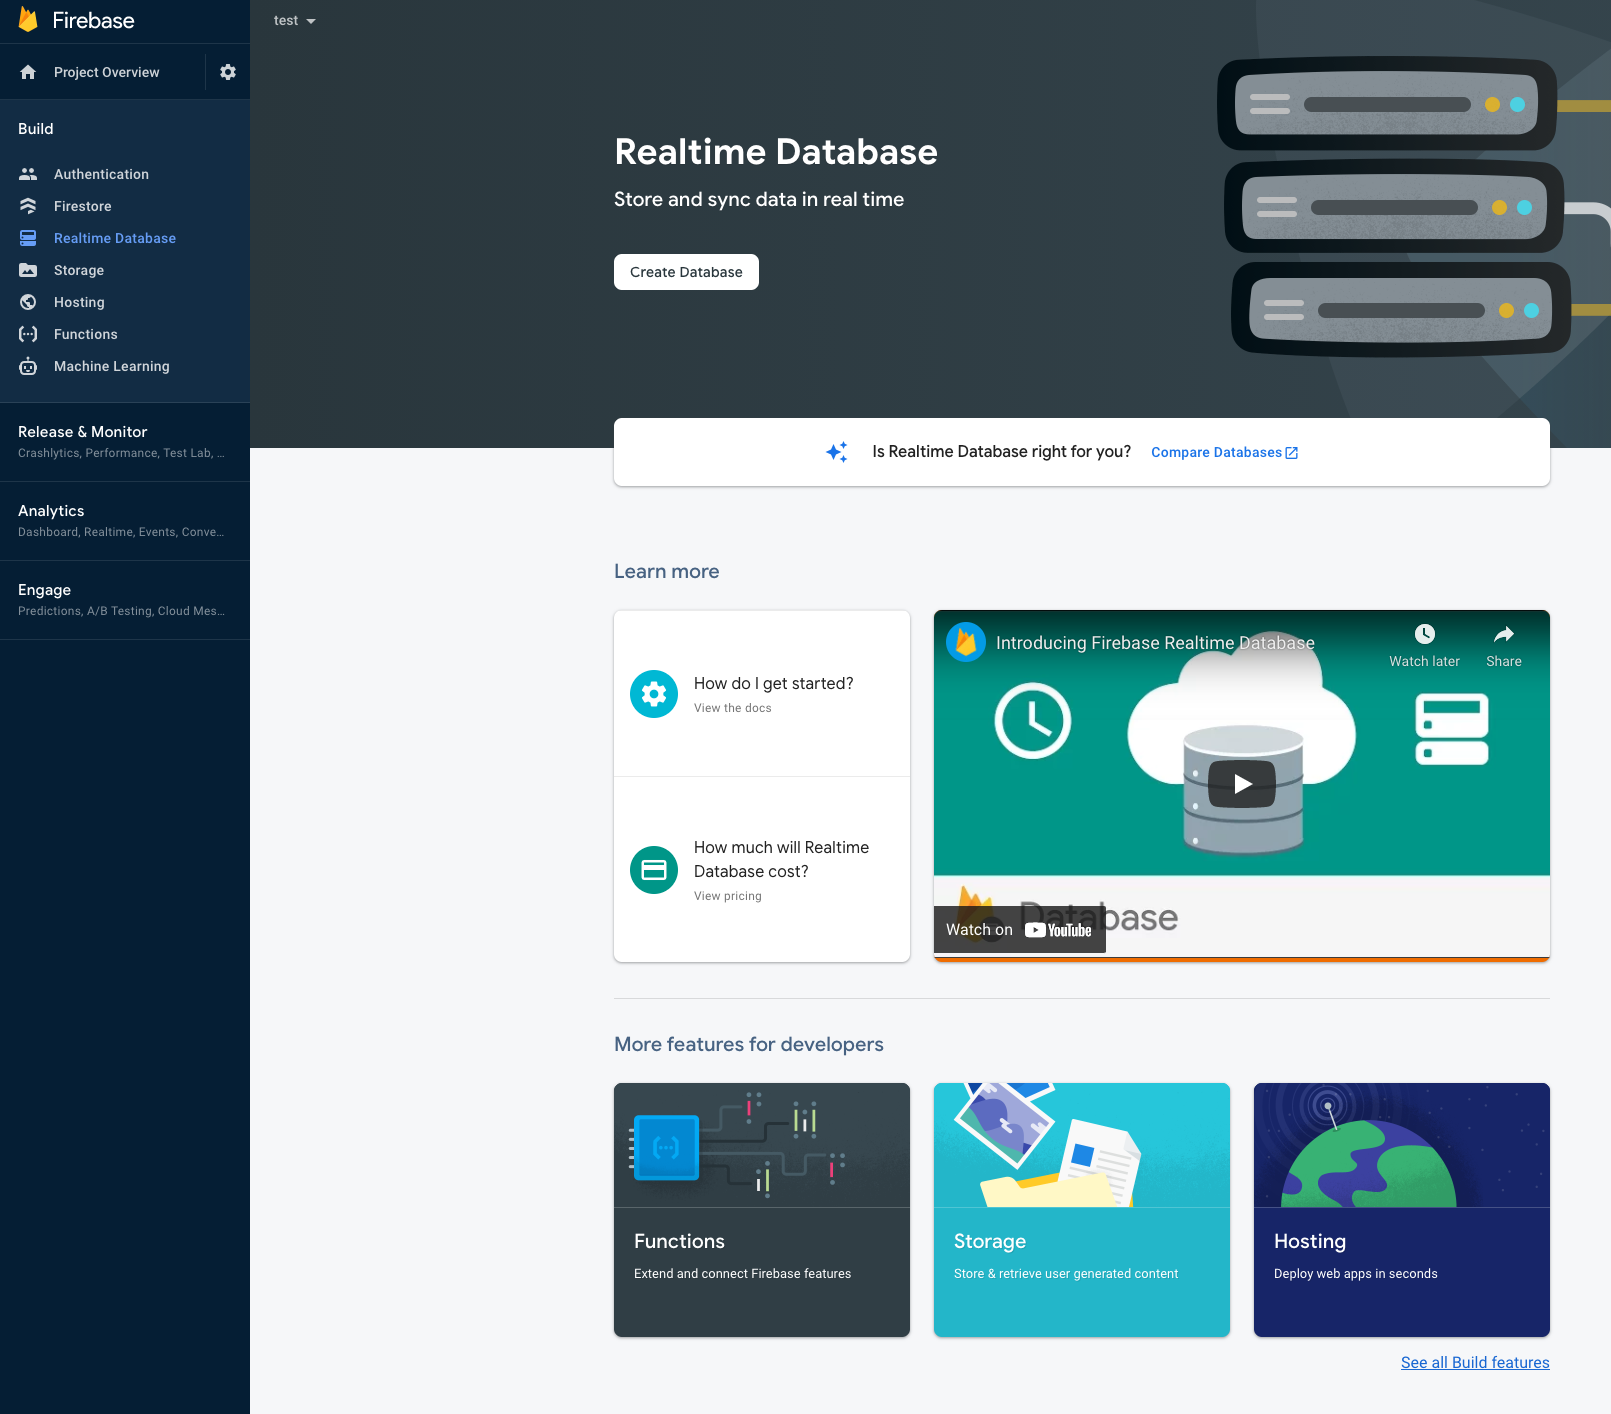 Firebase
test
Project Overview
Build
Authentication
Firestore
Realtime Database
Storage
Hosting
Functions
Machine Learning
Release & Monitor
Crashlytics, Performance, Test Lab, ...
Analytics
Dashboard, Realtime, Events, Conve...
Engage
Predictions, A/B Testing, Cloud Mes...
Realtime Database
Store and sync data in real time
Create Database
Is Realtime Database right for you? Compare Databases
Learn more
How do I get started?
View the docs
How much will Realtime
Database cost?
View pricing
Introducing Firebase Realtime Database
Watch later
Share
Database
Watch on YouTube
More features for developers
Functions
Extend and connect Firebase features
Storage
Store & retrieve user generated content
Hosting
Deploy web apps in seconds
See all Build features